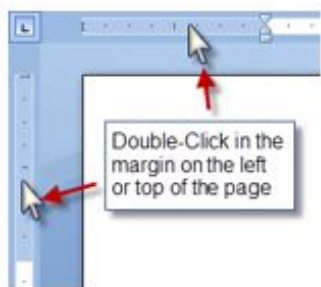 Double-Click in the
margin on the left
or top of the page